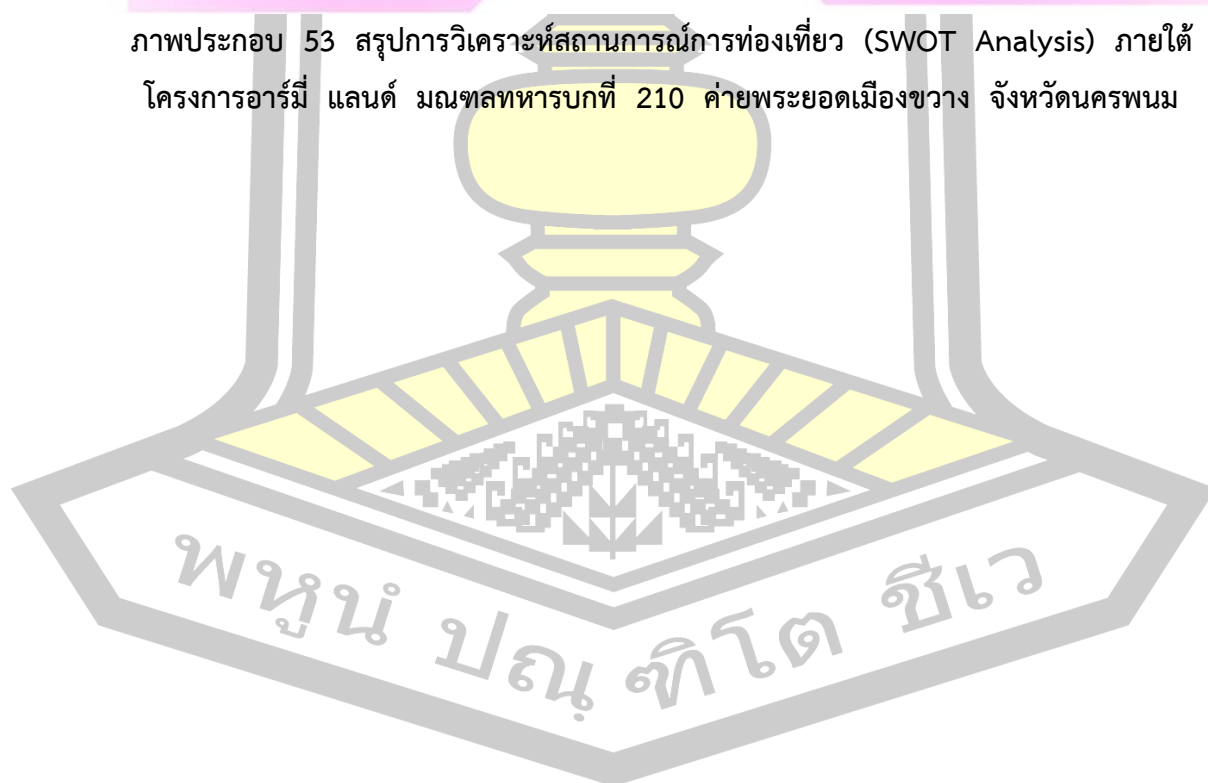 ภาพประกอบ 53 สรุปการวิเคราะห์สถานการณ์การท่องเที่ยว (SWOT Analysis) ภายใต้
โครงการอาร์มี่ แลนด์ มณฑลทหารบกที่ 210 ค่ายพระยอดเมืองขวาง จังหวัดนครพนม
พหูนํ ปณฺฑิโต ชีเว